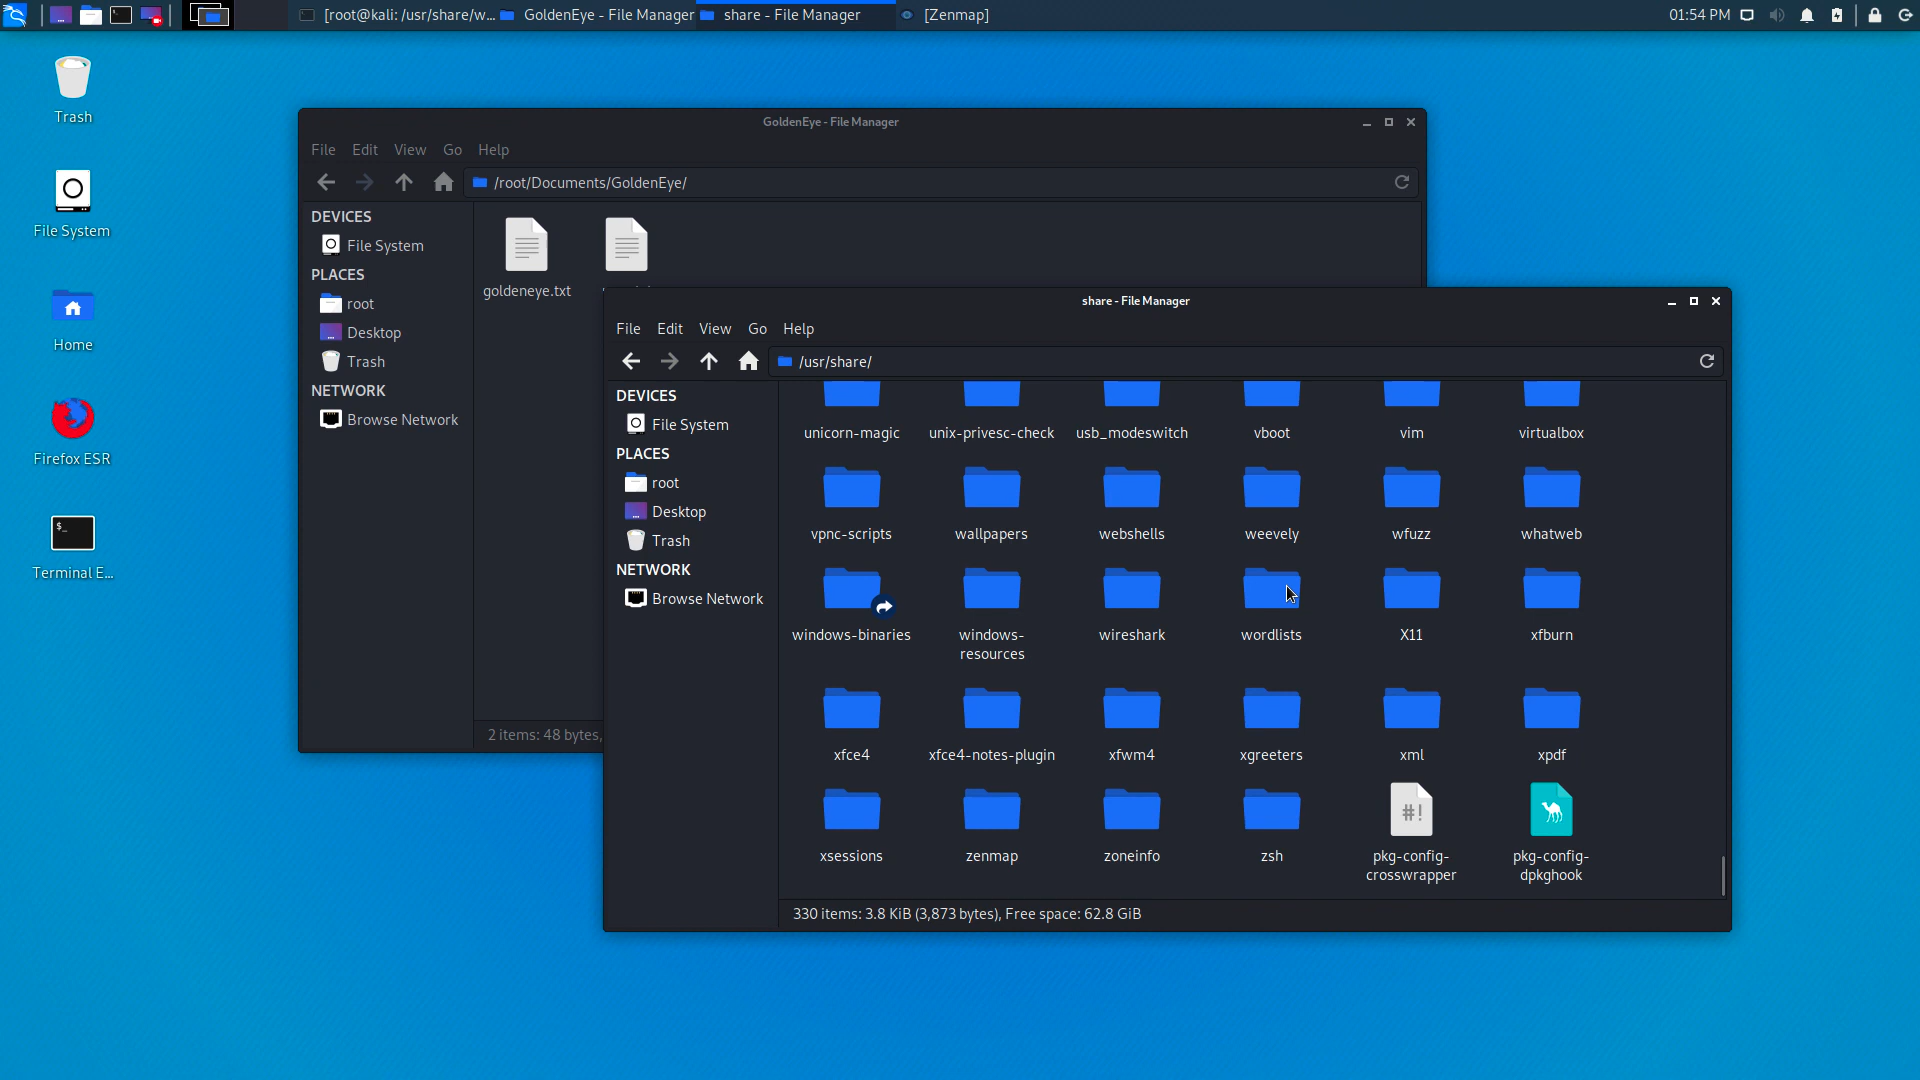 [root@kali: /usr/share/w...
GoldenEye - File Manager
share - File Manager
[Zenmap]
01:54 PM
Trash
File System
Home
Firefox ESR
Terminal E...
$_
GoldenEye - File Manager
File Edit View Go Help
/root/Documents/GoldenEye/
DEVICES
File System
PLACES
root
Desktop
Trash
NETWORK
Browse Network
goldeneye.txt
2 items: 48 bytes,
share - File Manager
File Edit View Go Help
/usr/share/
DEVICES
File System
PLACES
root
Desktop
Trash
NETWORK
Browse Network
unicorn-magic unix-privesc-check usb_modeswitch vboot vim virtualbox
vpnc-scripts wallpapers webshells weevely wfuzz whatweb
windows-binaries windows- wireshark wordlists X11 xfburn
resources
xfce4 xfce4-notes-plugin xfwm4 xgreeters xml xpdf
#!
xsessions zenmap zoneinfo zsh pkg-config- pkg-config-
crosswrapper dpkghook
330 items: 3.8 KiB (3,873 bytes), Free space: 62.8 GiB